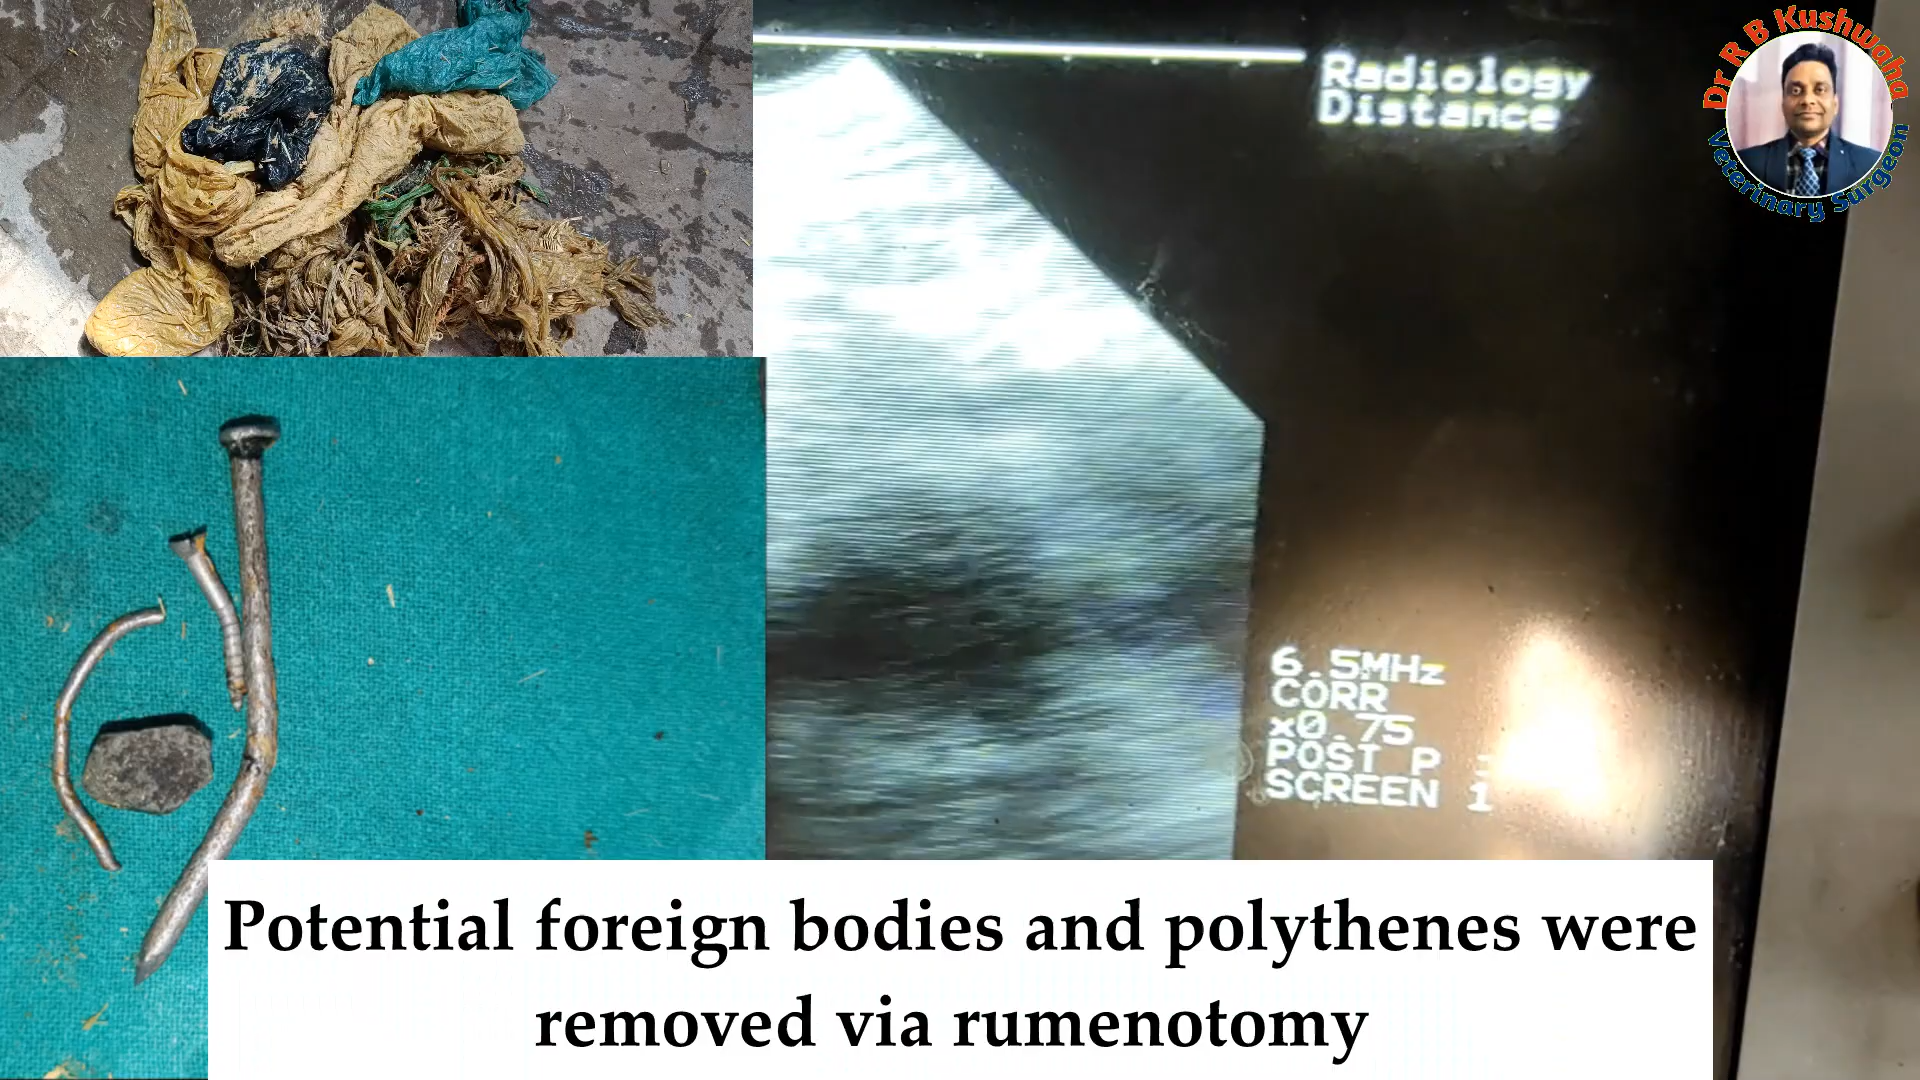 Dr R B Kushwaha
Veterinary Surgeon
Radiology
Distance
6.5MHz
CORR
x0.75
POST P
SCREEN 1
Potential foreign bodies and polythenes were
removed via rumenotomy